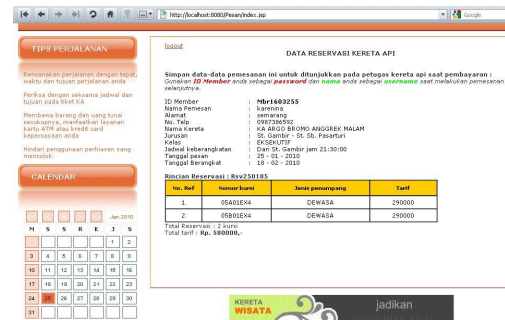 http://localhost:8080/Pesan/index.jsp
Google
TIPS PERJALANAN
Rencanakan perjalanan dengan tepat,
waktu dan tujuan perjalanan anda
Periksa dengan seksama jadwal dan
tujuan pada tiket KA
Membawa barang dan uang tunai
secukupnya, manfaatkan layanan
kartu ATM atau kredit card
kepercayaan anda
Hindari penggunaan perhiasan yang
mencolok
CALENDAR
Jan 2010
M S S R K J S
1 2
3 4 5 6 7 8 9
10 11 12 13 14 15 16
17 18 19 20 21 22 23
24 25 26 27 28 29 30
31
logout
DATA RESERVASI KERETA API
Simpan data-data pemesanan ini untuk ditunjukkan pada petugas kereta api saat pembayaran :
Gunakan ID Member anda sebagai password dan nama anda sebagai username saat melakukan pemesanan
selanjutnya.
ID Member : Mbr1603255
Nama Pemesan : karenina
Alamat : semarang
No. Telp : 0987366592
Nama Kereta : KA ARGO BROMO ANGGREK MALAM
Jurusan : St. Gambir - St. Sb. Pasarturi
Kelas : EKSEKUTIF
Jadwal keberangkatan : Dari St. Gambir jam 21:30:00
Tanggal pesan : 25 - 01 - 2010
Tanggal Berangkat : 18 - 02 - 2010
Rincian Reservasi : Rsv250105
No. Ref Nomor kursi Jenis penumpang Tarif
1 05A01EX4 DEWASA 290000
2 05B01EX4 DEWASA 290000
Total Reservasi : 2 kursi
Total tarif : Rp. 580000,-
KERETA
WISATA
jadikan